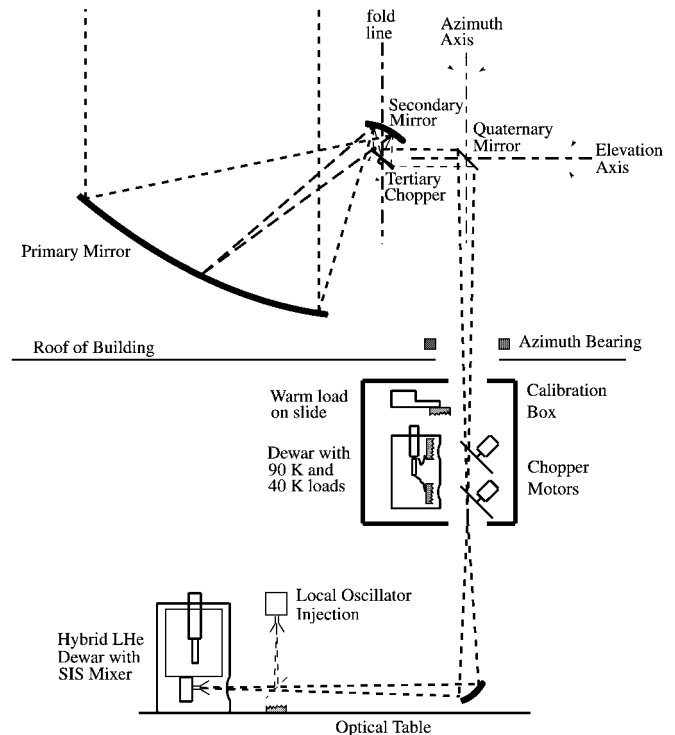 fold
line
Azimuth
Axis
Secondary
Mirror
Quaternary
Mirror
Elevation
Axis
Tertiary
Chopper
Primary Mirror
Roof of Building
Azimuth Bearing
Warm load
on slide
Calibration
Box
Dewar with
90 K and
40 K loads
Chopper
Motors
Local Oscillator
Injection
Hybrid LHe
Dewar with
SIS Mixer
Optical Table